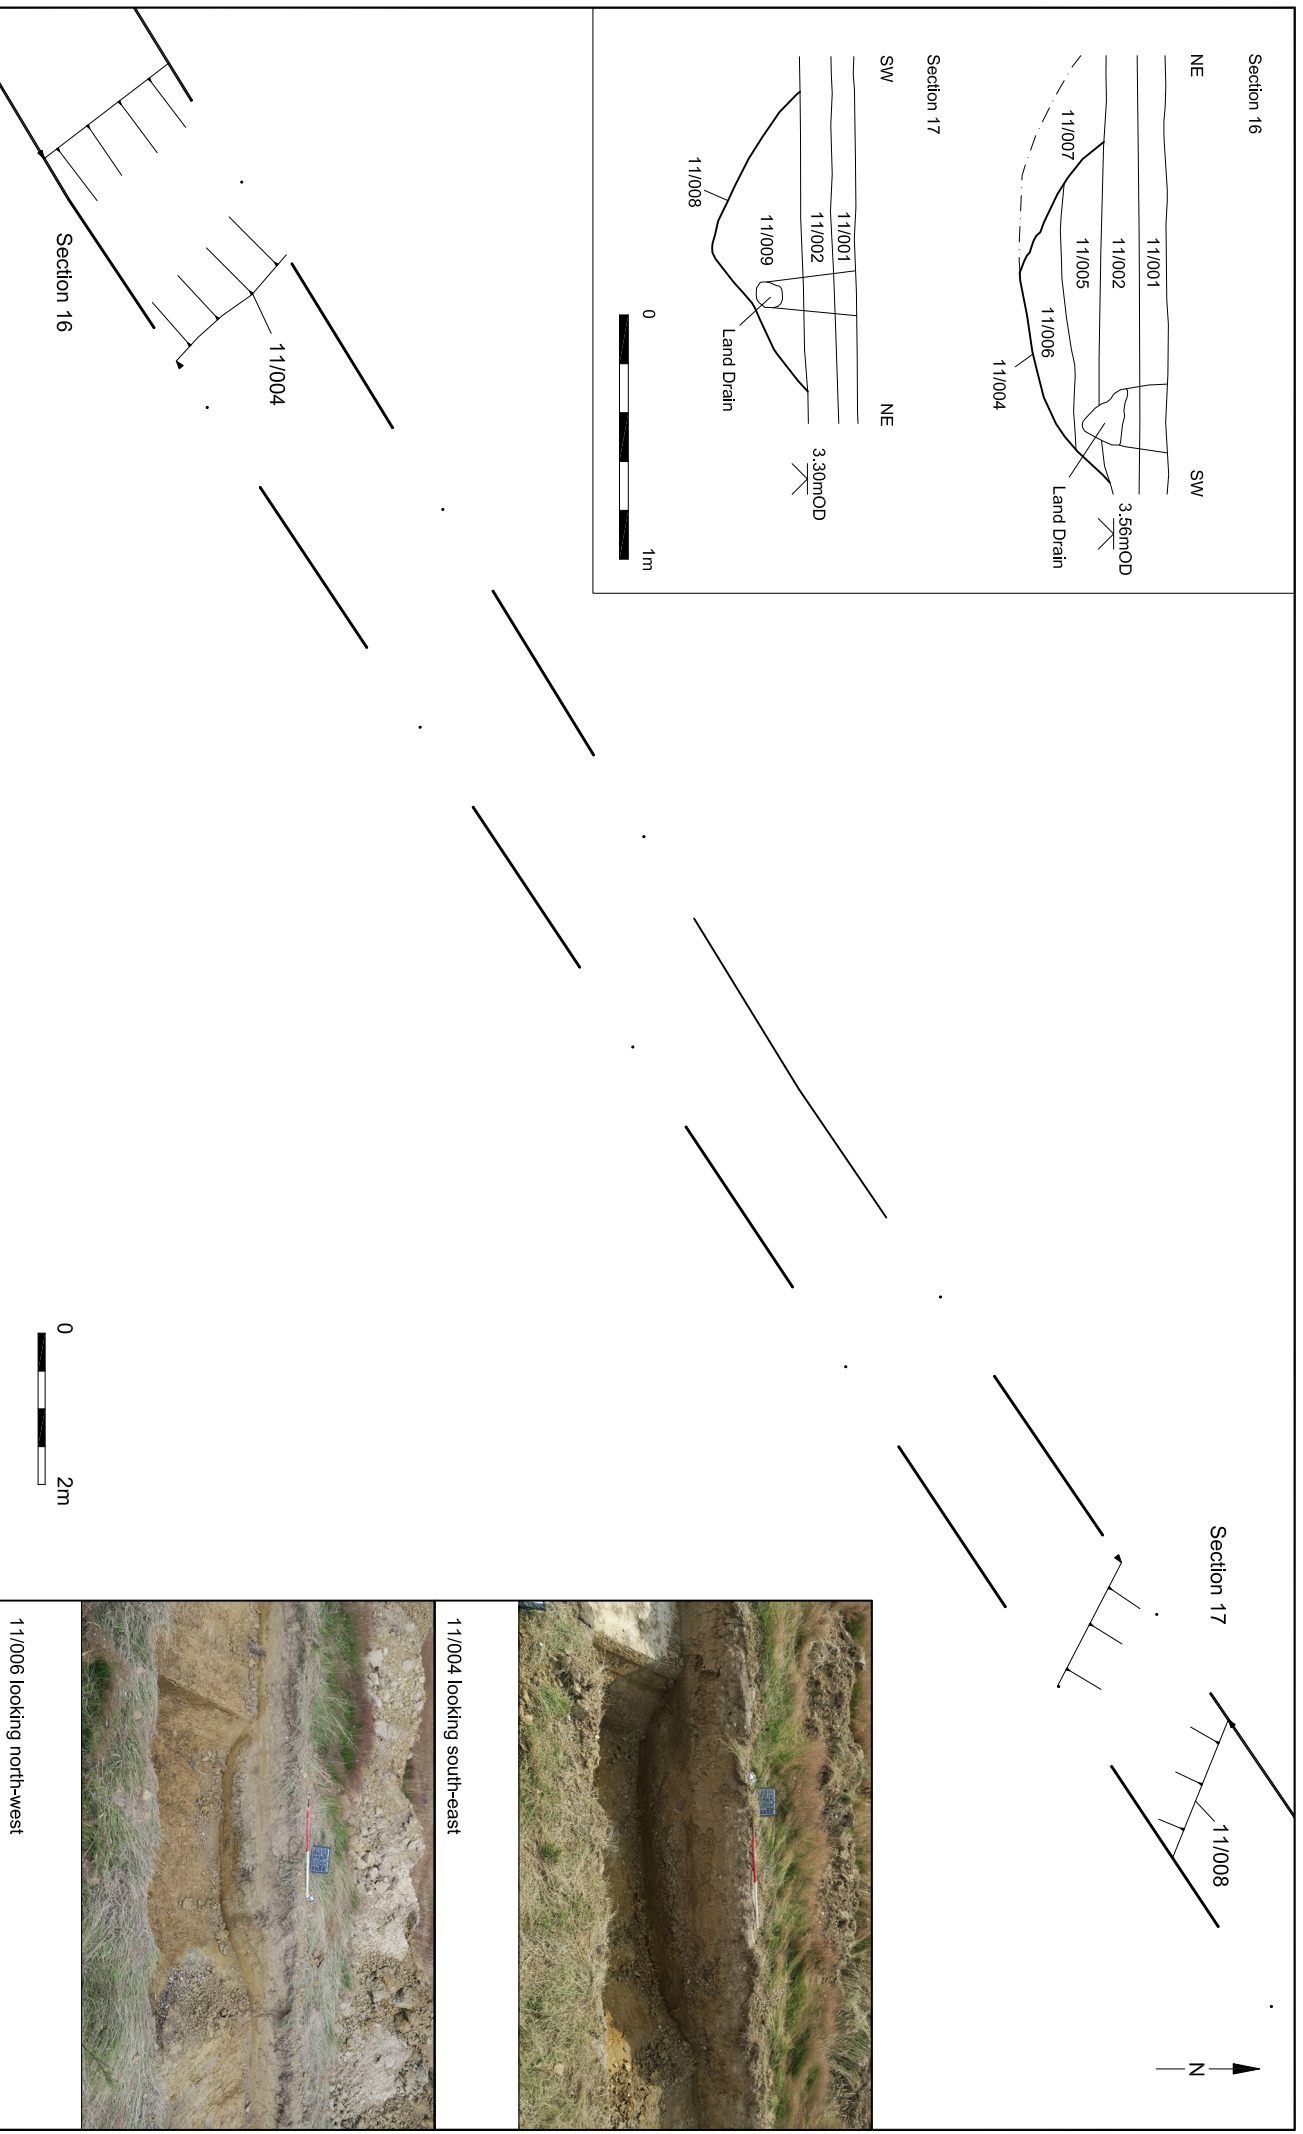 Section 16
NE
SW
11/007
11/001
11/002
11/005
11/006
11/004
Land Drain
3.56mOD
Section 17
SW
NE
11/001
11/002
11/009
11/008
Land Drain
3.30mOD
0
1m
Section 17
11/008
N
11/004
Section 16
0
2m
11/004 looking south-east
11/006 looking north-west